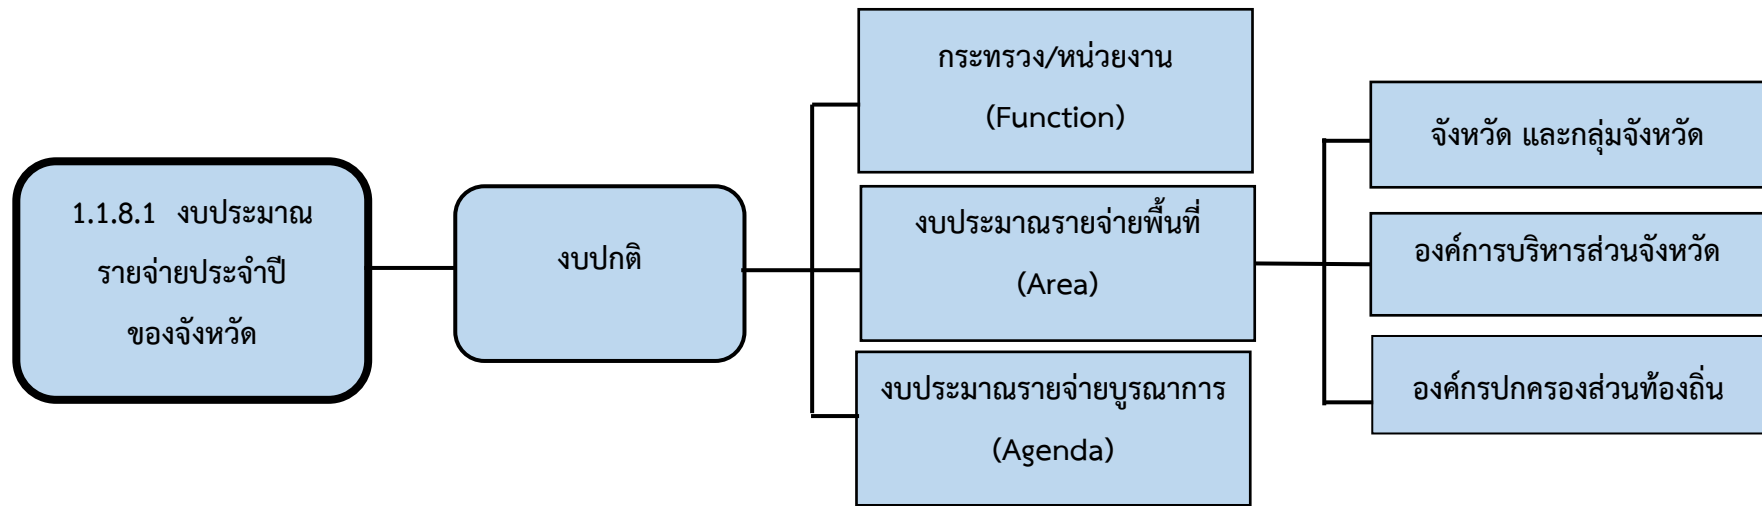 1.1.8.1 งบประมาณ
รายจ่ายประจำปี
ของจังหวัด
งบปกติ
กระทรวง/หน่วยงาน
(Function)
งบประมาณรายจ่ายพื้นที่
(Area)
งบประมาณรายจ่ายบูรณาการ
(Agenda)
จังหวัด และกลุ่มจังหวัด
องค์การบริหารส่วนจังหวัด
องค์กรปกครองส่วนท้องถิ่น